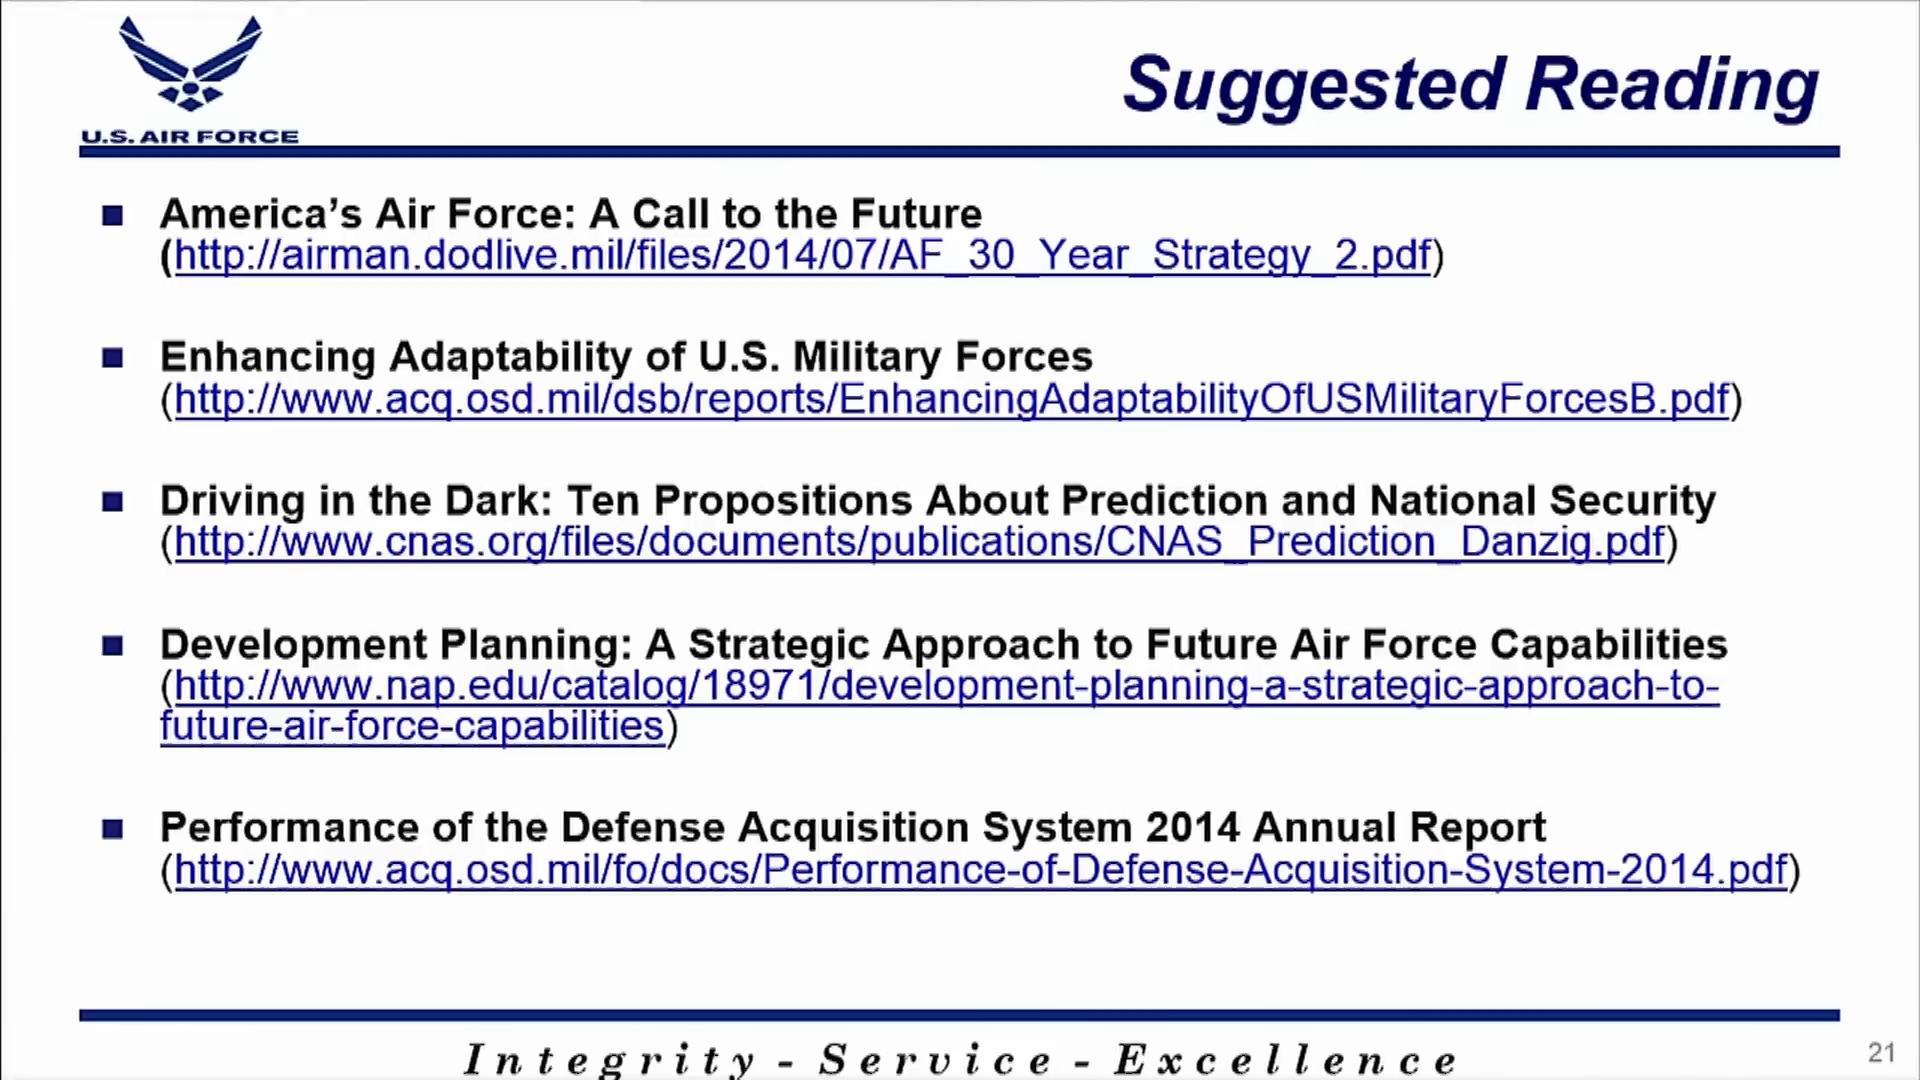 U.S. AIR FORCE
Suggested Reading
America’s Air Force: A Call to the Future
(http://airman.dodlive.mil/files/2014/07/AF_30_Year_Strategy_2.pdf)
Enhancing Adaptability of U.S. Military Forces
(http://www.acq.osd.mil/dsb/reports/EnhancingAdaptabilityOfUSMilitaryForcesB.pdf)
Driving in the Dark: Ten Propositions About Prediction and National Security
(http://www.cnas.org/files/documents/publications/CNAS_Prediction_Danzig.pdf)
Development Planning: A Strategic Approach to Future Air Force Capabilities
(http://www.nap.edu/catalog/18971/development-planning-a-strategic-approach-to-
future-air-force-capabilities)
Performance of the Defense Acquisition System 2014 Annual Report
(http://www.acq.osd.mil/fo/docs/Performance-of-Defense-Acquisition-System-2014.pdf)
Integrity - Service - Excellence
21